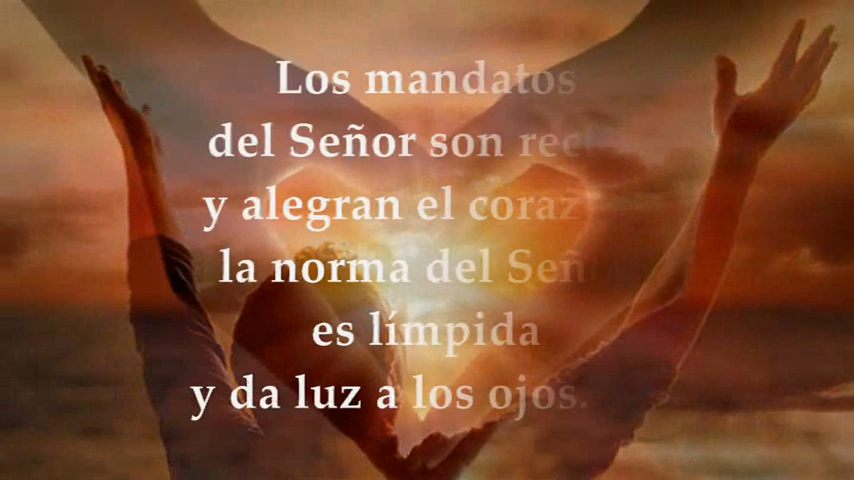 Los mandatos
del Señor son
y alegran el
la norma del
es límpida
y da luz a los ojos.